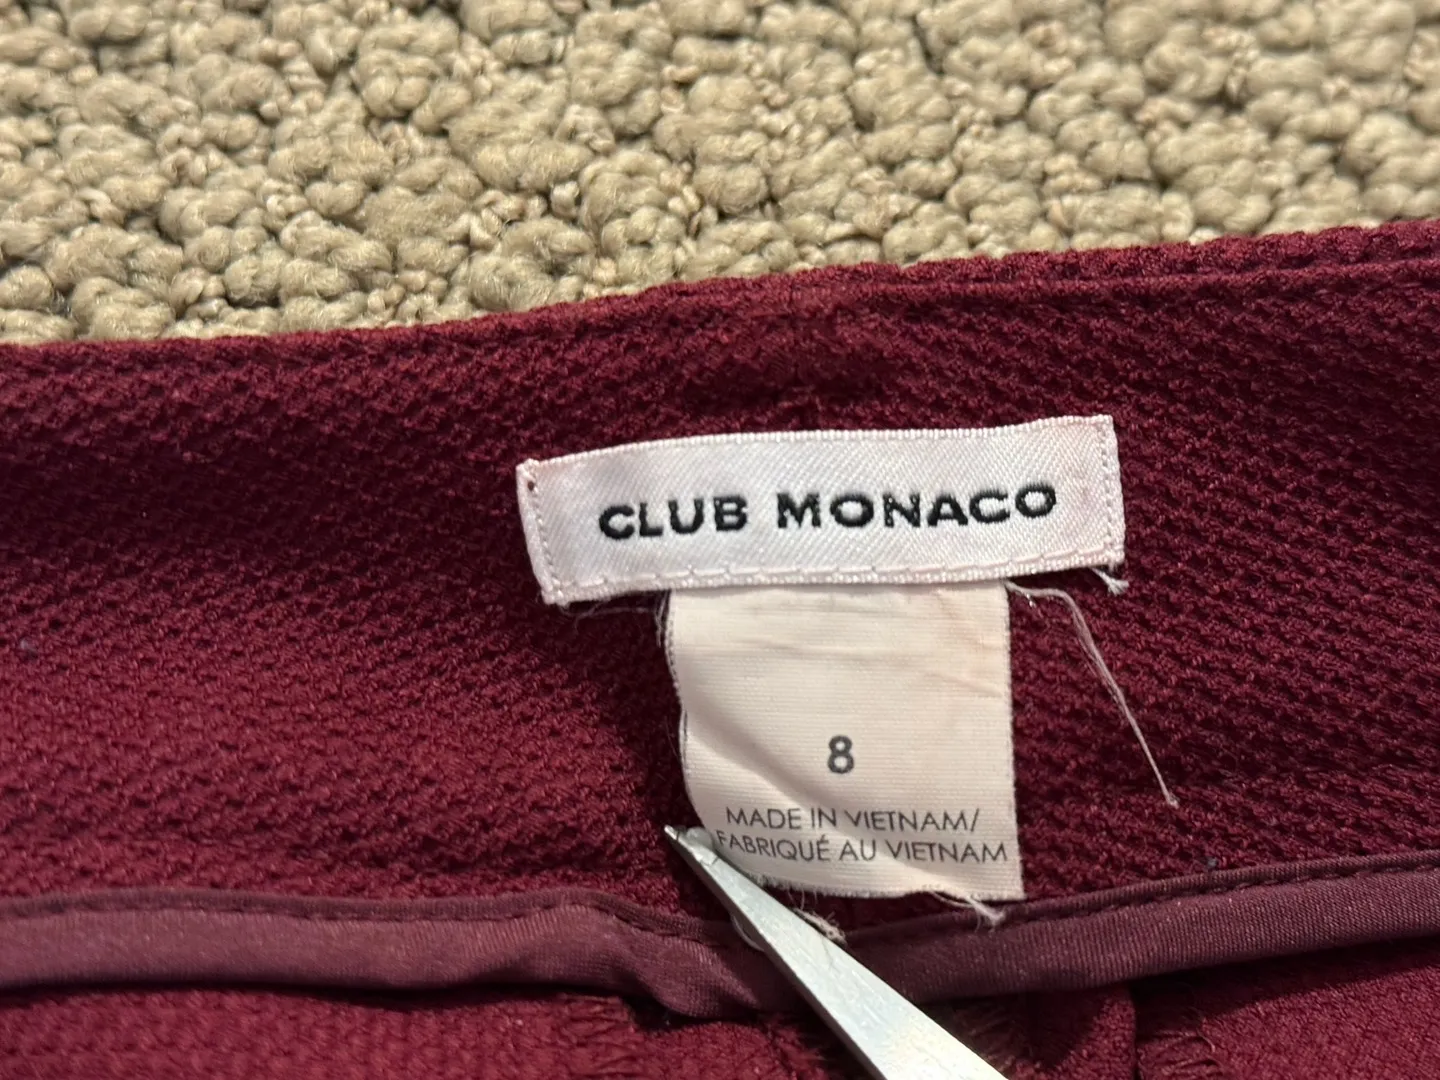 CLUB MONACO
8
MADE IN VIETNAM/
FABRIQUÉ AU VIETNAM